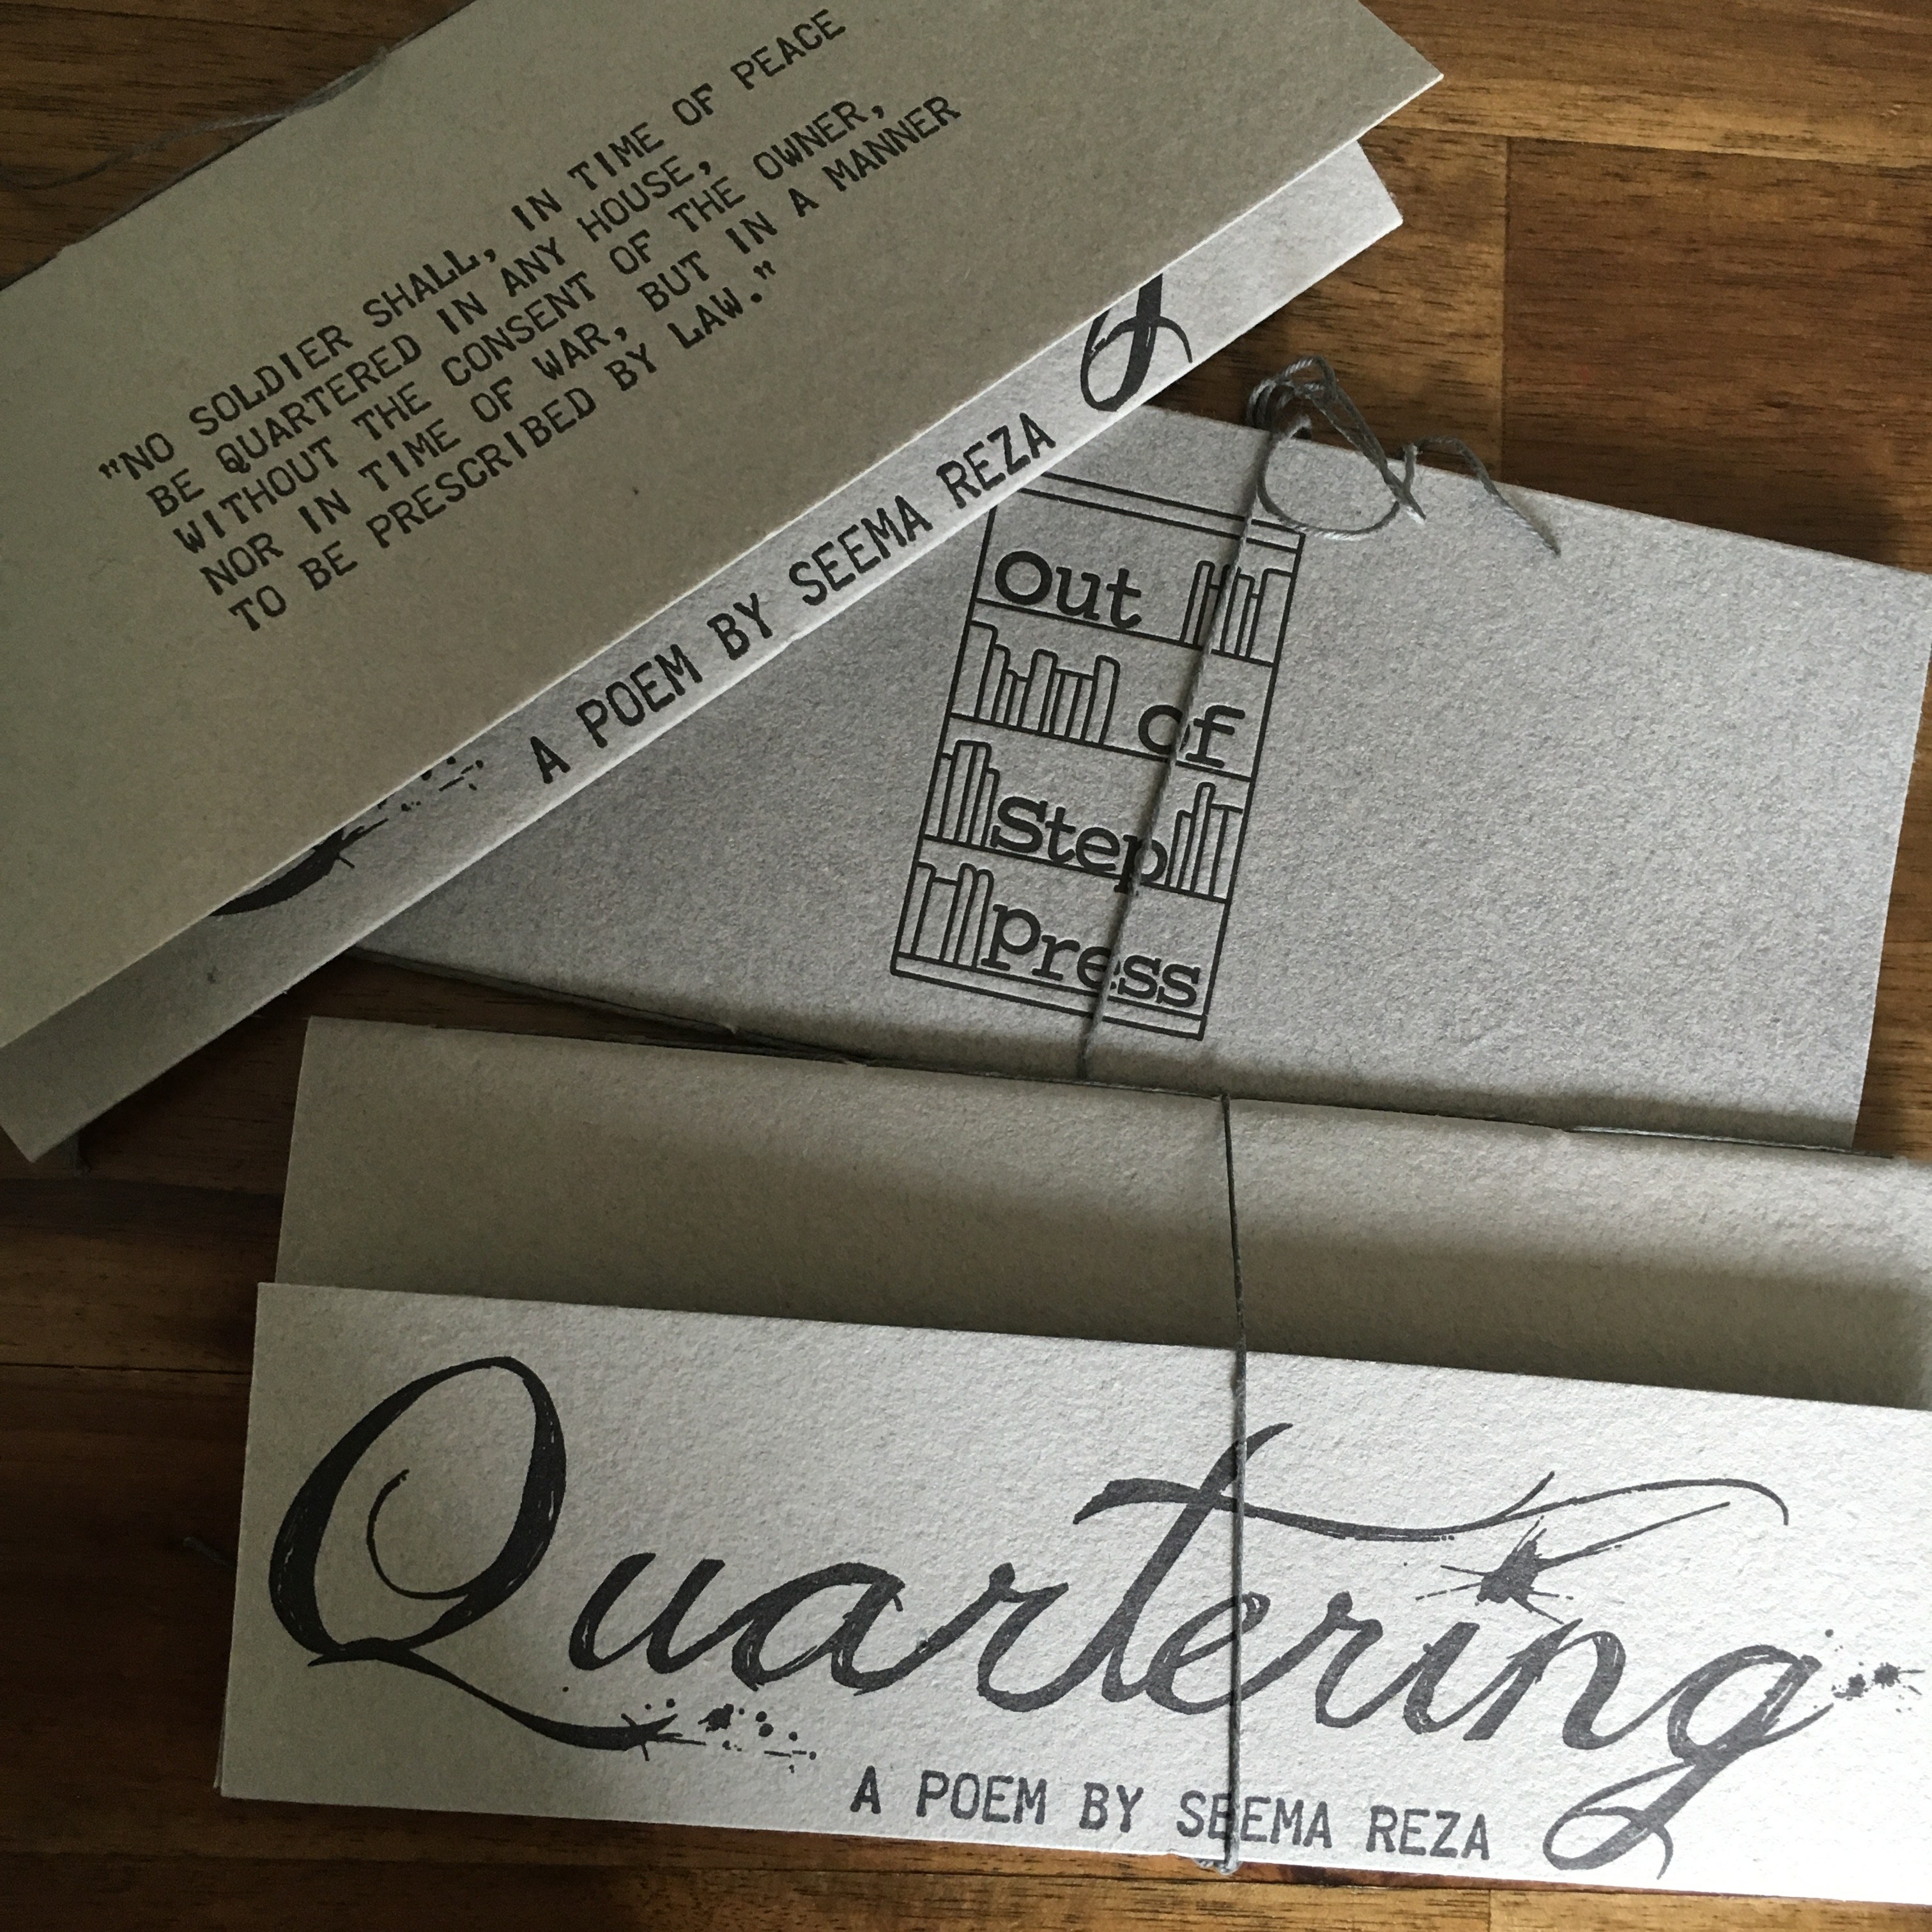 "NO SOLDIER SHALL, IN TIME OF PEACE
BE QUARTERED IN ANY HOUSE,
WITHOUT THE CONSENT OF THE OWNER,
NOR IN TIME OF WAR, BUT IN A MANNER
TO BE PRESCRIBED BY LAW."
A POEM BY SEEMA REZA
Out
of
Step
Press
Quartering
A POEM BY SEEMA REZA